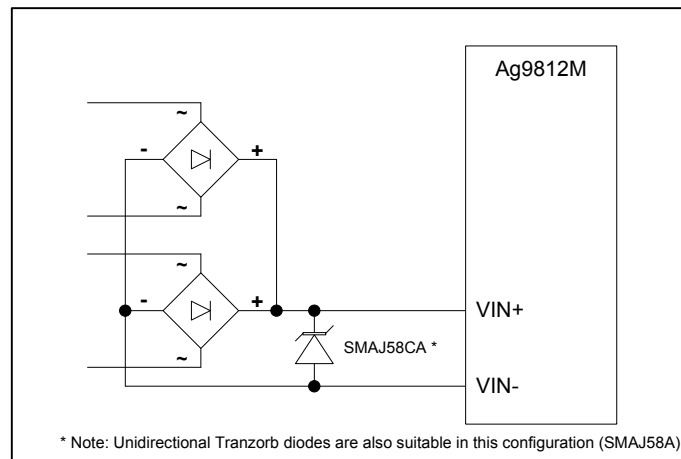 Ag9812M
~
- +
~
~
- +
~
VIN+
SMAJ58CA *
VIN-
* Note: Unidirectional Tranzorb diodes are also suitable in this configuration (SMAJ58A)